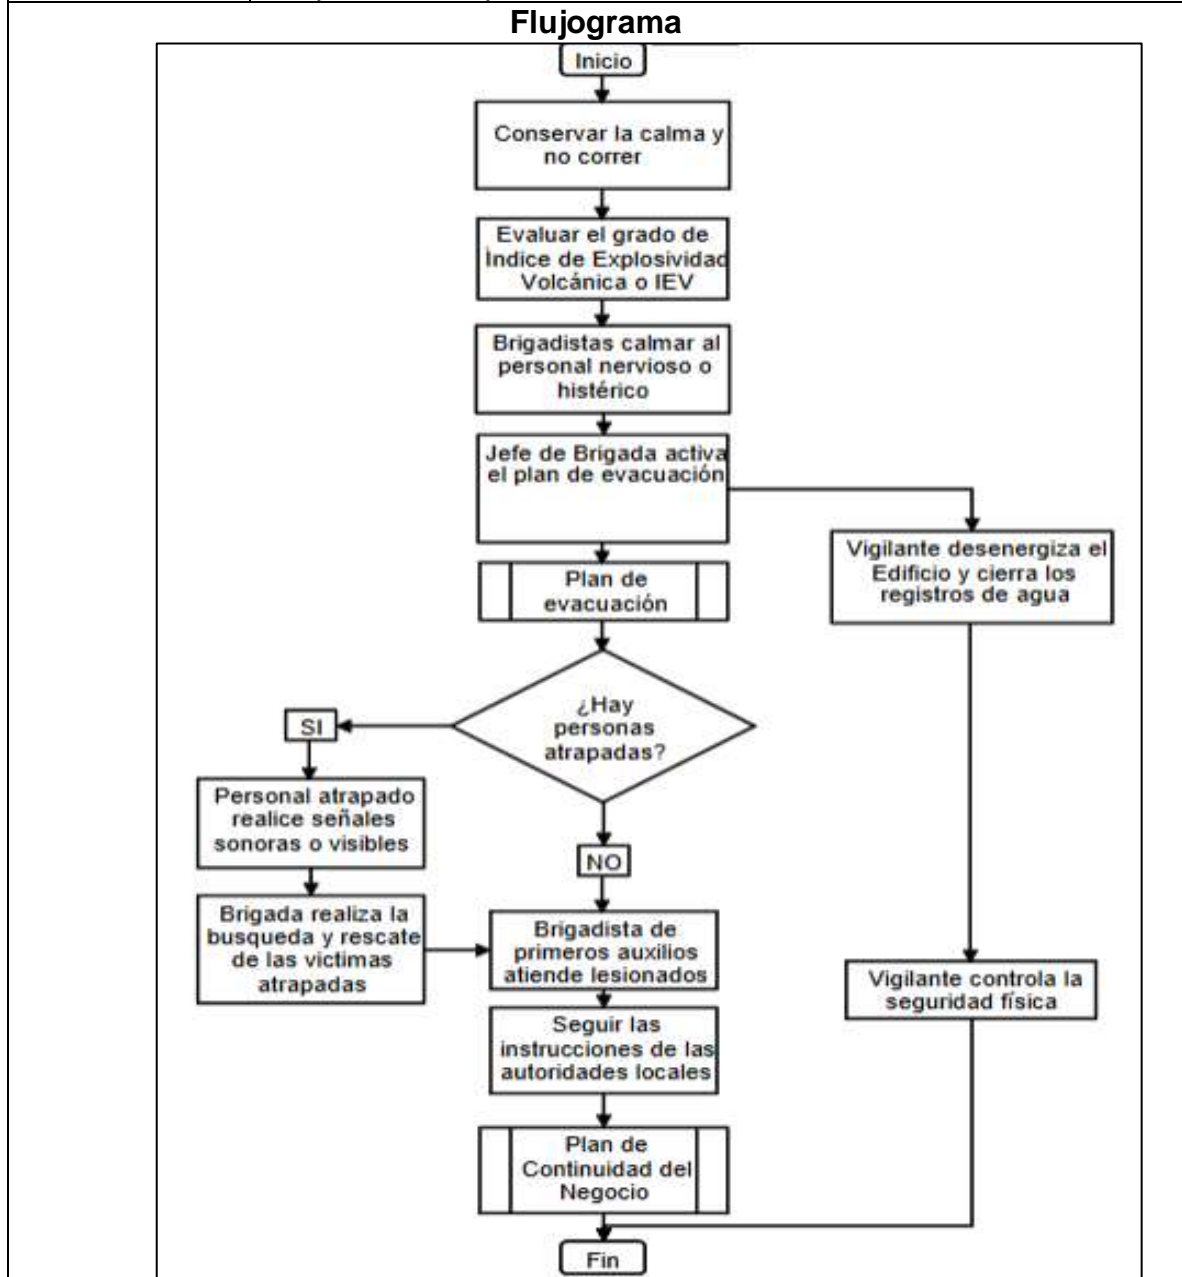 Flujograma
Inicio
Conservar la calma y
no correr
Evaluar el grado de
Índice de Explosividad
Volcánica o IEV
Brigadistas calmar al
personal nervioso o
histérico
Jefe de Brigada activa
el plan de evacuación
Vigilante desenergiza el
Edificio y cierra los
registros de agua
Plan de
evacuación
¿Hay
personas
atrapadas?
SI
Personal atrapado
realice señales
sonoras o visibles
NO
Brigada realiza la
busqueda y rescate
de las victimas
atrapadas
Brigadista de
primeros auxilios
atiende lesionados
Vigilante controla la
seguridad física
Seguir las
instrucciones de las
autoridades locales
Plan de
Continuidad del
Negocio
Fin